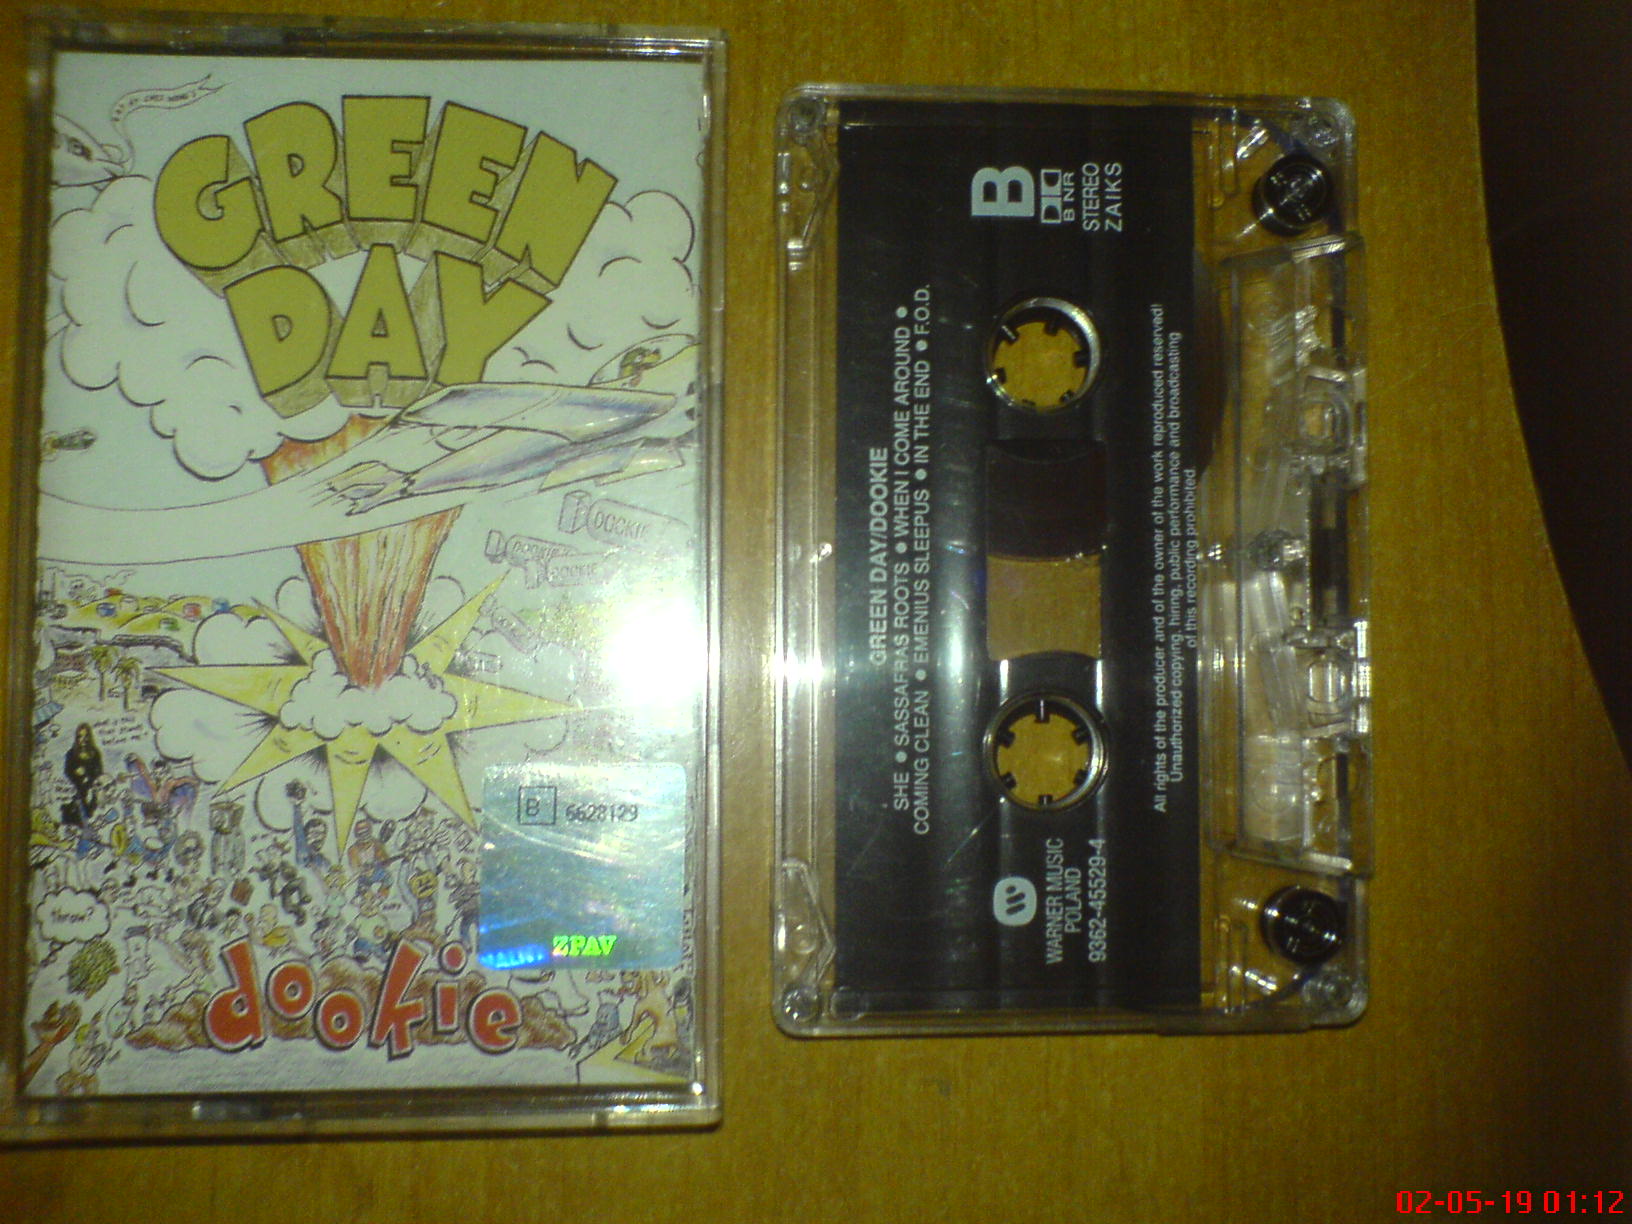 GREEN
DAY
DOOKIE
DOOKIE
DOOKIE
throw?
B 6628129
ZPAV
dookie
B
B NR
STEREO
ZAIKS
GREEN DAY/DOOKIE
SHE ● SASSAFRAS ROOTS ● WHEN I COME AROUND ●
COMING CLEAN ● EMENIUS SLEEPUS ● IN THE END ● F.O.D.
WARNER MUSIC
POLAND
9362-45529-4
All rights of the producer and of the owner of the work reproduced reserved!
Unauthorized copying, hiring, public performance and broadcasting
of this recording prohibited.
02-05-19 01:12